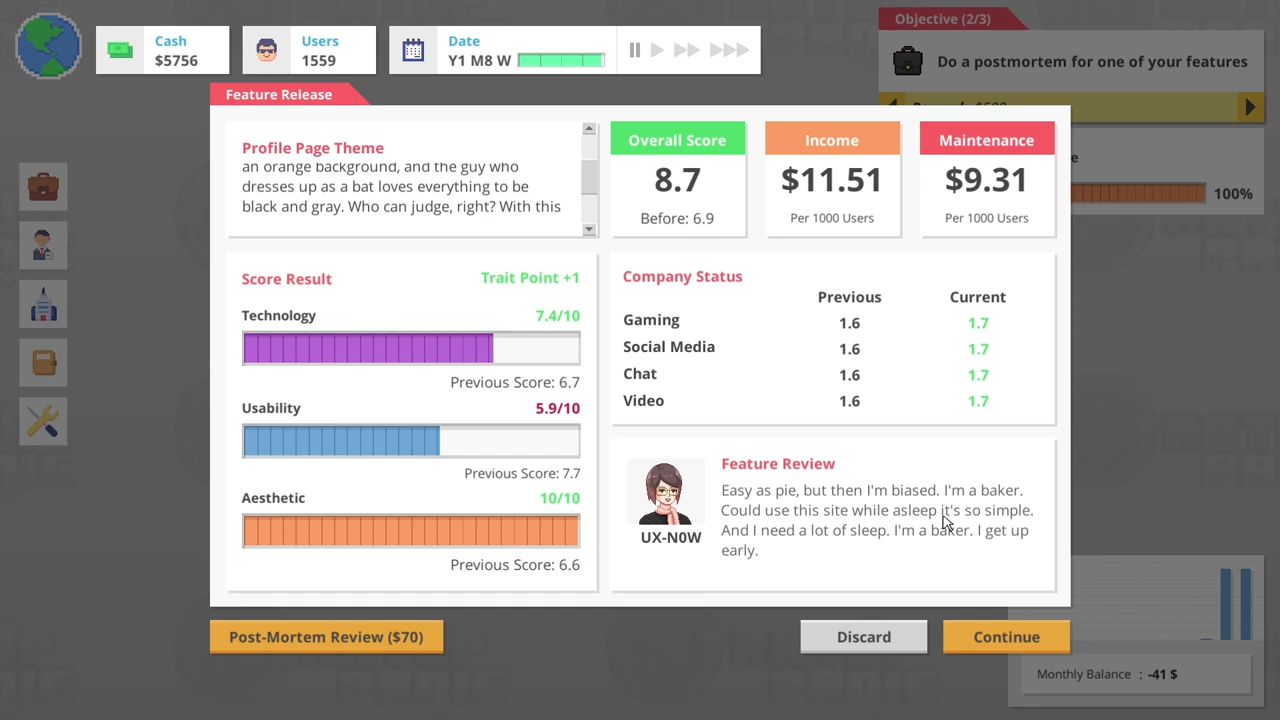 Cash
$5756
Users
1559
Date
Y1 M8 W
Objective (2/3)
Do a postmortem for one of your features
Feature Release
Profile Page Theme
an orange background, and the guy who
dresses up as a bat loves everything to be
black and gray. Who can judge, right? With this
Overall Score
8.7
Before: 6.9
Income
$11.51
Per 1000 Users
Maintenance
$9.31
Per 1000 Users
100%
Score Result
Trait Point +1
Technology
7.4/10
Previous Score: 6.7
Usability
5.9/10
Previous Score: 7.7
Aesthetic
10/10
Previous Score: 6.6
Company Status
Previous
Current
Gaming
1.6
1.7
Social Media
1.6
1.7
Chat
1.6
1.7
Video
1.6
1.7
Feature Review
Easy as pie, but then I'm biased. I'm a baker.
Could use this site while asleep it's so simple.
And I need a lot of sleep. I'm a baker. I get up
early.
UX-N0W
Post-Mortem Review ($70)
Discard
Continue
Monthly Balance : -41 $